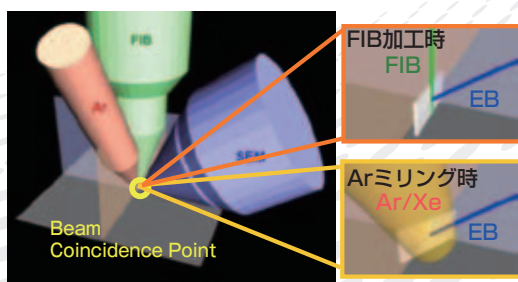 FIB
Ar
SEM
Beam
Coincidence Point
FIB加工時
FIB
EB
Arミリング時
Ar/Xe
EB